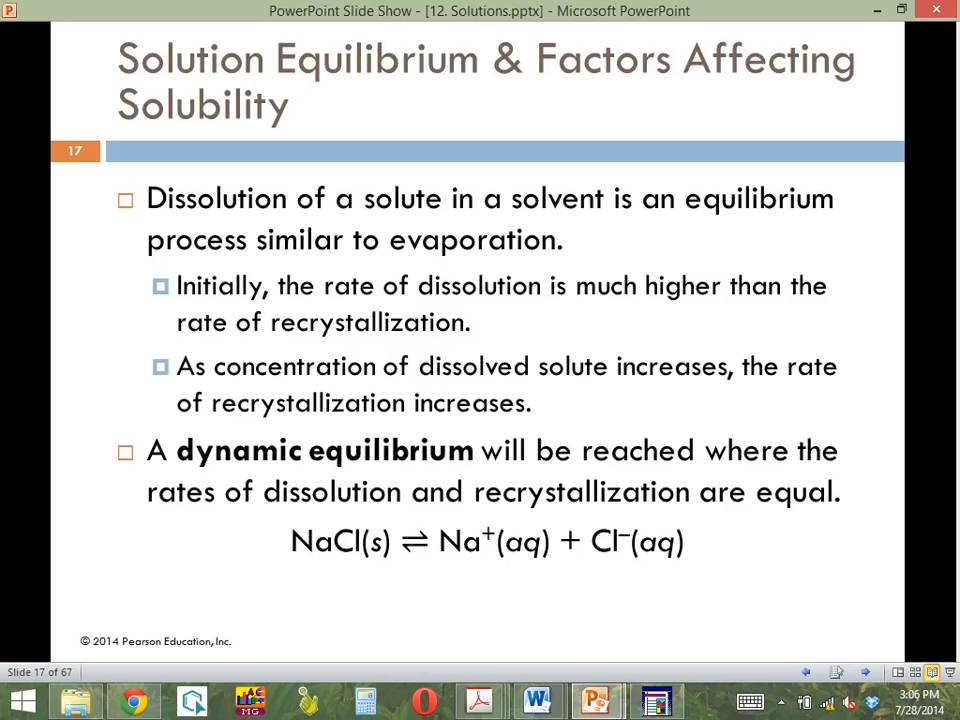 PowerPoint Slide Show - [12. Solutions.pptx] - Microsoft PowerPoint
Solution Equilibrium & Factors Affecting
Solubility
17
Dissolution of a solute in a solvent is an equilibrium
process similar to evaporation.
Initially, the rate of dissolution is much higher than the
rate of recrystallization.
As concentration of dissolved solute increases, the rate
of recrystallization increases.
A dynamic equilibrium will be reached where the
rates of dissolution and recrystallization are equal.
NaCl(s) ⇌ Na⁺(aq) + Cl⁻(aq)
© 2014 Pearson Education, Inc.
Slide 17 of 67
MG
3:06 PM
7/28/2014